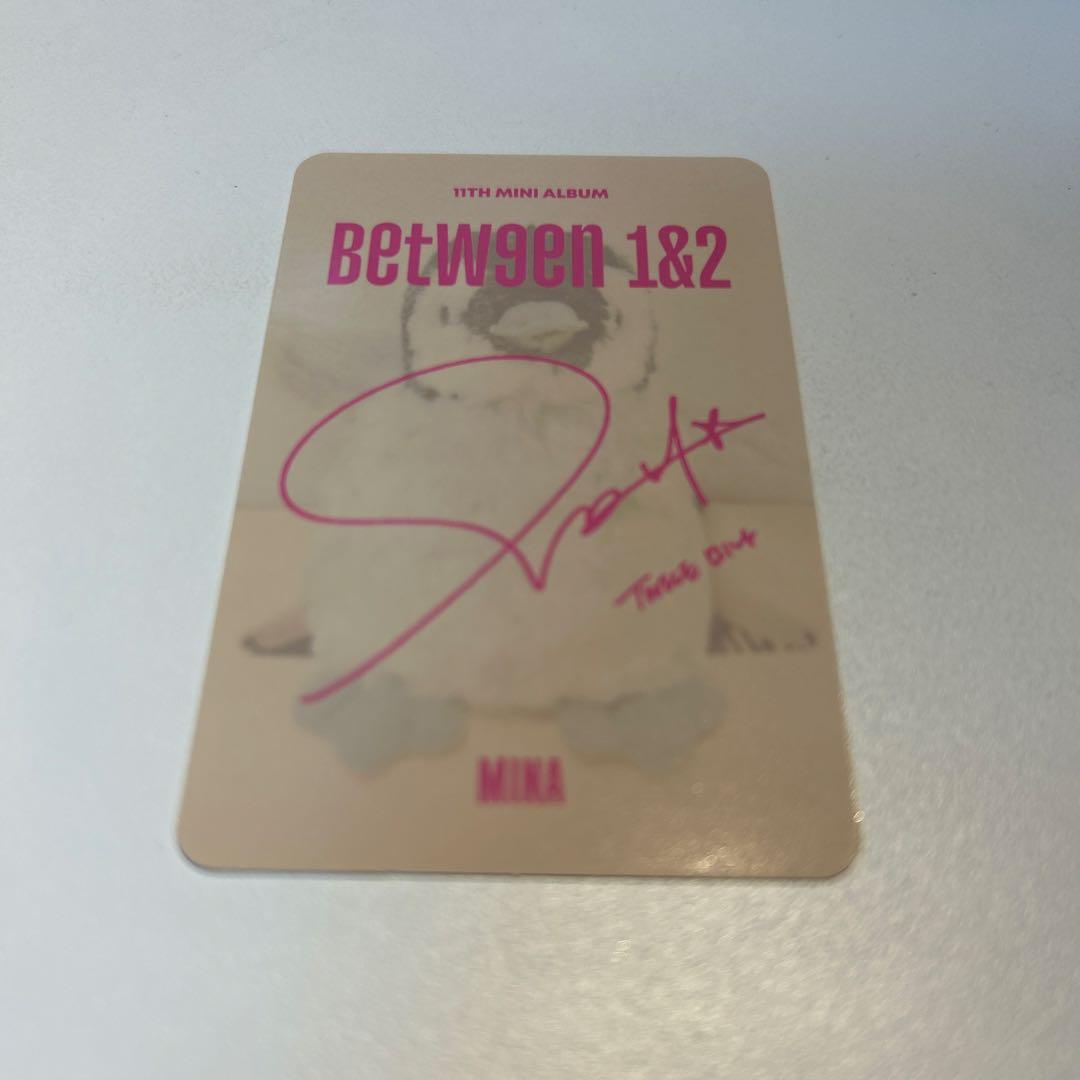 11TH MINI ALBUM
BetW9en 1&2
MINA